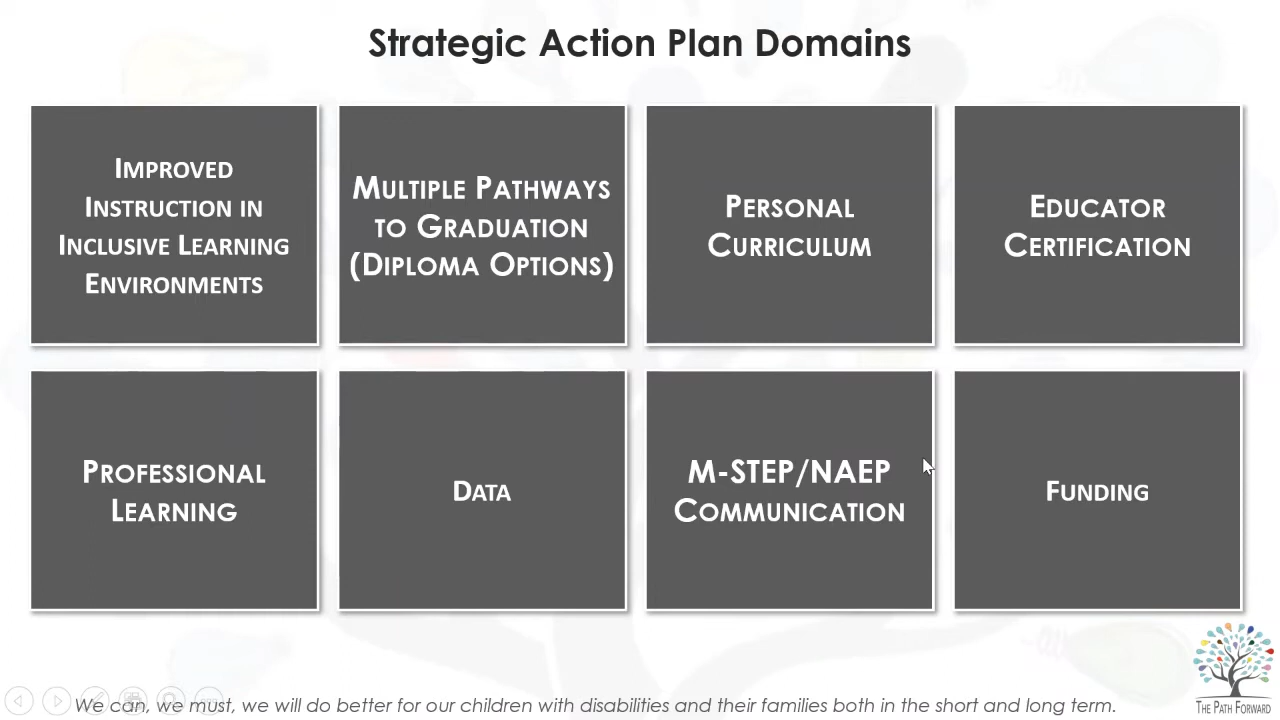 Strategic Action Plan Domains
Improved
Instruction in
Inclusive Learning
Environments
Multiple Pathways
to Graduation
(Diploma Options)
Personal
Curriculum
Educator
Certification
Professional
Learning
Data
M-STEP/NAEP
Communication
Funding
We can, we must, we will do better for our children with disabilities and their families both in the short and long term.
The Path Forward